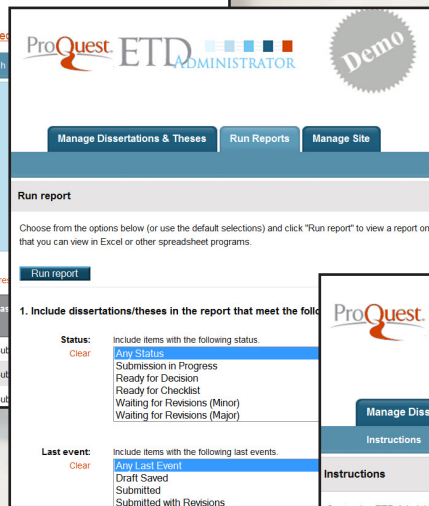 ProQuest ETD ADMINISTRATOR
Demo
Manage Dissertations & Theses Run Reports Manage Site
Run report
Choose from the options below (or use the default selections) and click "Run report" to view a report on
that you can view in Excel or other spreadsheet programs.
Run report
1. Include dissertations/theses in the report that meet the follo
Status: Include items with the following status.
Clear Any Status
Submission in Progress
Ready for Decision
Ready for Checklist
Waiting for Revisions (Minor)
Waiting for Revisions (Major)
Last event: Include items with the following last events.
Clear Any Last Event
Draft Saved
Submitted
Submitted with Revisions
ProQuest.
Manage Diss
Instructions
Instructions